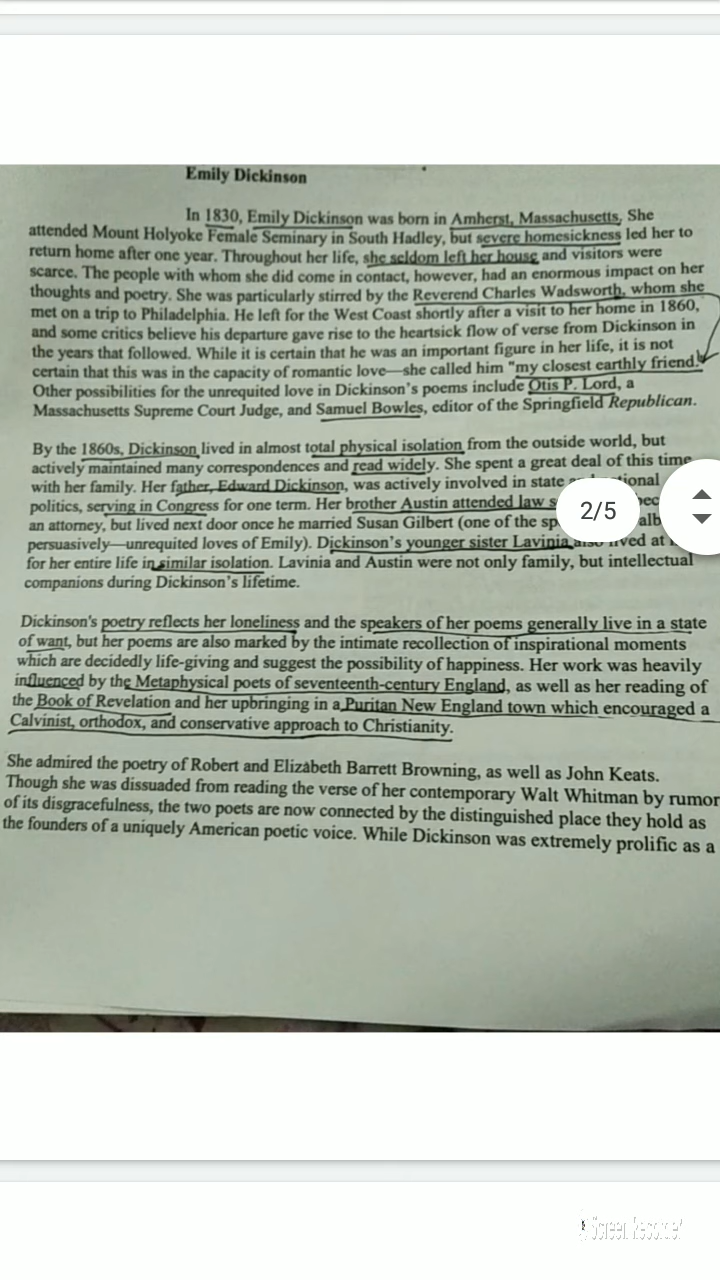 Emily Dickinson
In 1830, Emily Dickinson was born in Amherst, Massachusetts. She
attended Mount Holyoke Female Seminary in South Hadley, but severe homesickness led her to
return home after one year. Throughout her life, she seldom left her house and visitors were
scarce. The people with whom she did come in contact, however, had an enormous impact on her
thoughts and poetry. She was particularly stirred by the Reverend Charles Wadsworth, whom she
met on a trip to Philadelphia. He left for the West Coast shortly after a visit to her home in 1860,
and some critics believe his departure gave rise to the heartsick flow of verse from Dickinson in
the years that followed. While it is certain that he was an important figure in her life, it is not
certain that this was in the capacity of romantic love—she called him "my closest earthly friend."
Other possibilities for the unrequited love in Dickinson's poems include Otis P. Lord, a
Massachusetts Supreme Court Judge, and Samuel Bowles, editor of the Springfield Republican.
By the 1860s, Dickinson lived in almost total physical isolation from the outside world, but
actively maintained many correspondences and read widely. She spent a great deal of this time
with her family. Her father, Edward Dickinson, was actively involved in state
politics, serving in Congress for one term. Her brother Austin attended law
2/5
an attorney, but lived next door once he married Susan Gilbert (one of the
persuasively—unrequited loves of Emily). Dickinson's younger sister Lavinia also lived at
for her entire life in similar isolation. Lavinia and Austin were not only family, but intellectual
companions during Dickinson's lifetime.
Dickinson's poetry reflects her loneliness and the speakers of her poems generally live in a state
of want, but her poems are also marked by the intimate recollection of inspirational moments
which are decidedly life-giving and suggest the possibility of happiness. Her work was heavily
influenced by the Metaphysical poets of seventeenth-century England, as well as her reading of
the Book of Revelation and her upbringing in a Puritan New England town which encouraged a
Calvinist, orthodox, and conservative approach to Christianity.
She admired the poetry of Robert and Elizabeth Barrett Browning, as well as John Keats.
Though she was dissuaded from reading the verse of her contemporary Walt Whitman by rumor
of its disgracefulness, the two poets are now connected by the distinguished place they hold as
the founders of a uniquely American poetic voice. While Dickinson was extremely prolific as a
Screen Recorder